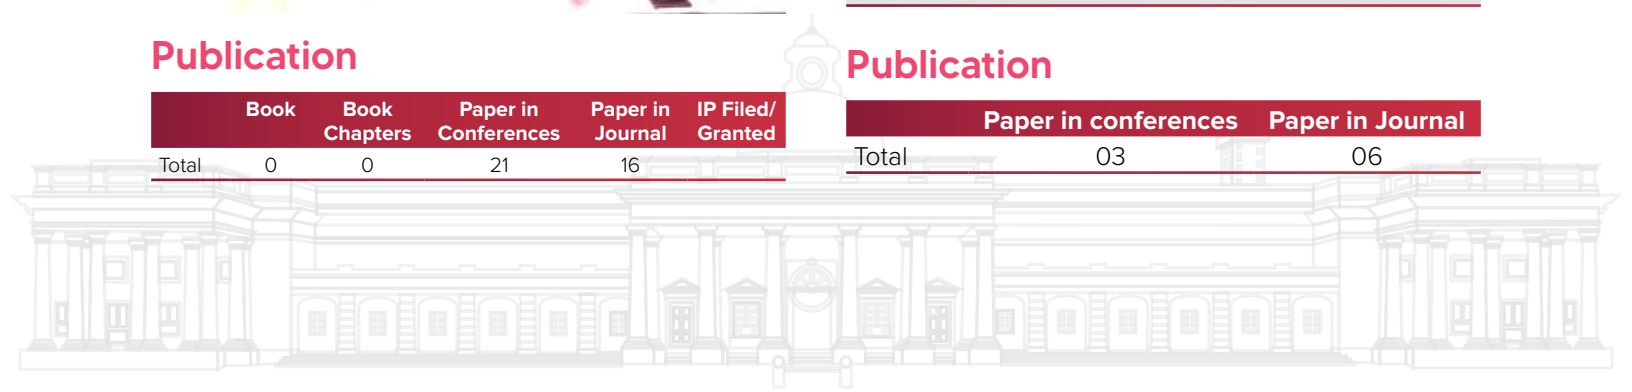 Publication
Book Book Chapters Paper in Conferences Paper in Journal IP Filed/ Granted
Total 0 0 21 16
Publication
Paper in conferences Paper in Journal
Total 03 06